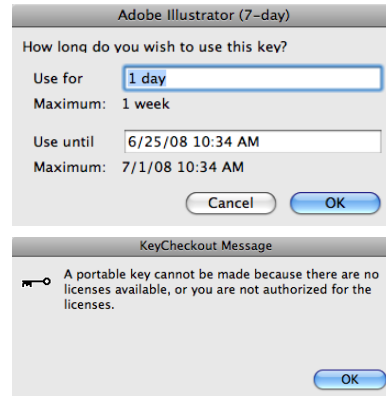 Adobe Illustrator (7-day)
How long do you wish to use this key?
Use for 1 day
Maximum: 1 week
Use until 6/25/08 10:34 AM
Maximum: 7/1/08 10:34 AM
Cancel OK
KeyCheckout Message
A portable key cannot be made because there are no
licenses available, or you are not authorized for the
licenses.
OK